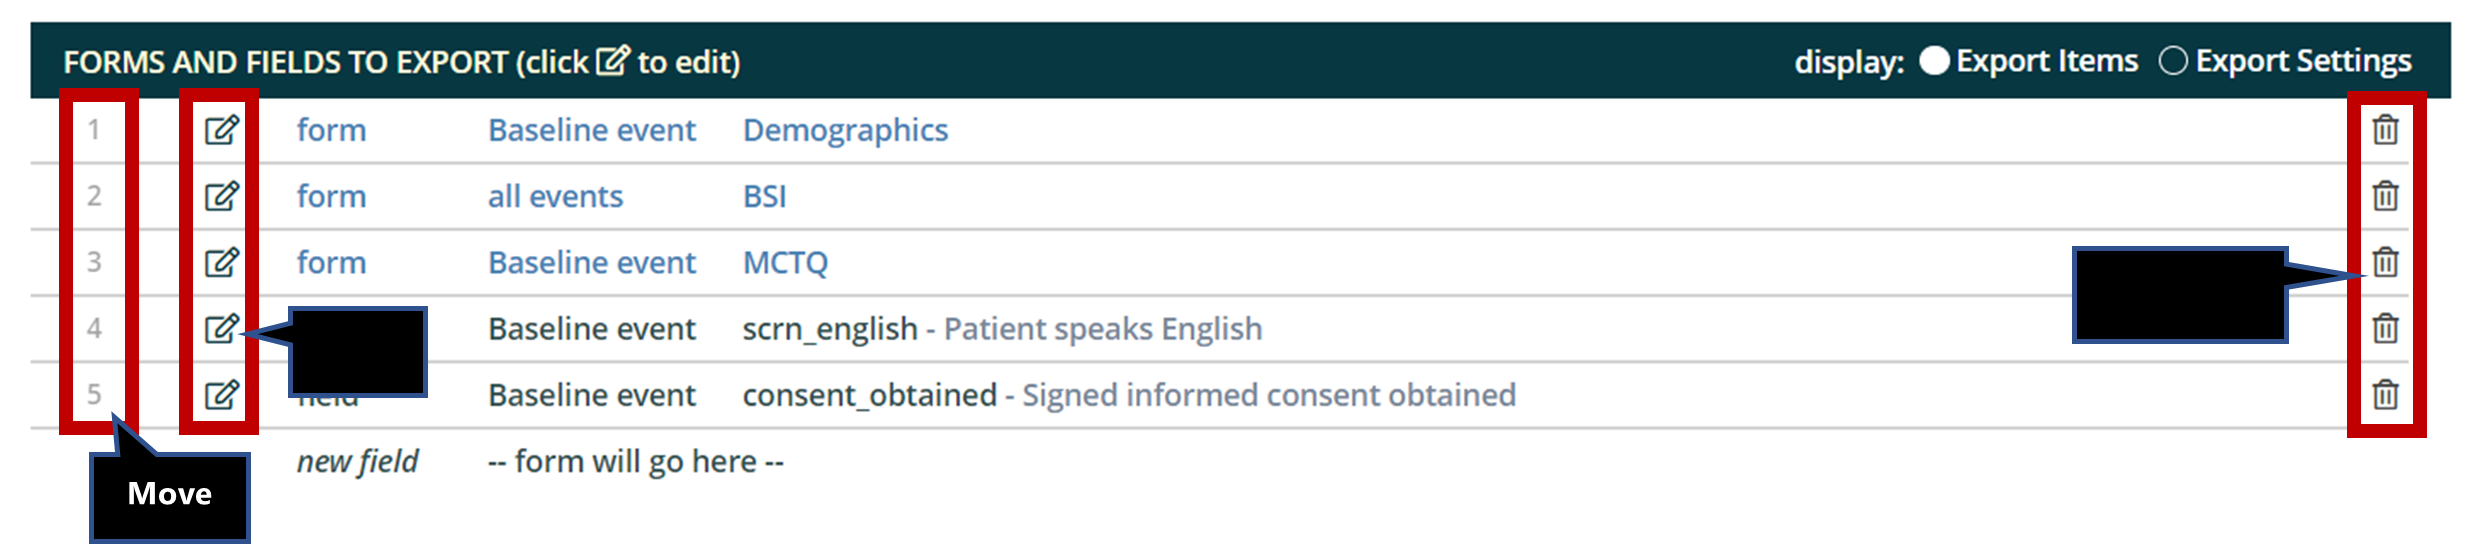 FORMS AND FIELDS TO EXPORT (click to edit) display: Export Items Export Settings
1 form Baseline event Demographics
2 form all events BSI
3 form Baseline event MCTQ
4 Baseline event scrn_english - Patient speaks English
5 Baseline event consent_obtained - Signed informed consent obtained
new field -- form will go here --
Move